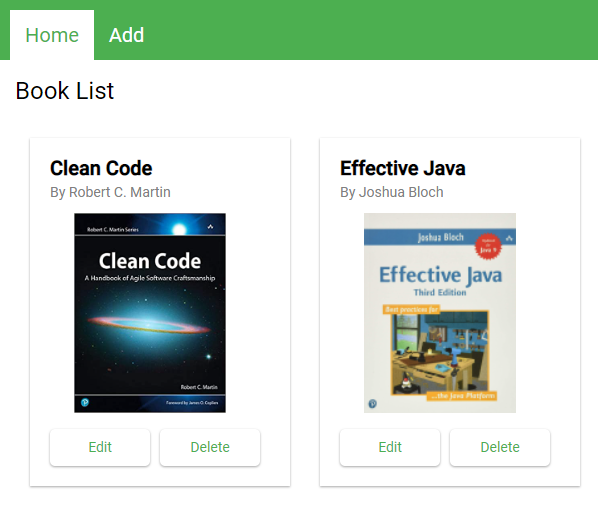 Home
Add
Book List
Clean Code
By Robert C. Martin
Robert C. Martin Series
Clean Code
A Handbook of Agile Software Craftsmanship
Robert C. Martin
Foreword by James O. Coplien
Edit
Delete
Effective Java
By Joshua Bloch
Joshua Bloch
Java 9
Effective Java
Third Edition
Best practices for
...the Java Platform
Edit
Delete